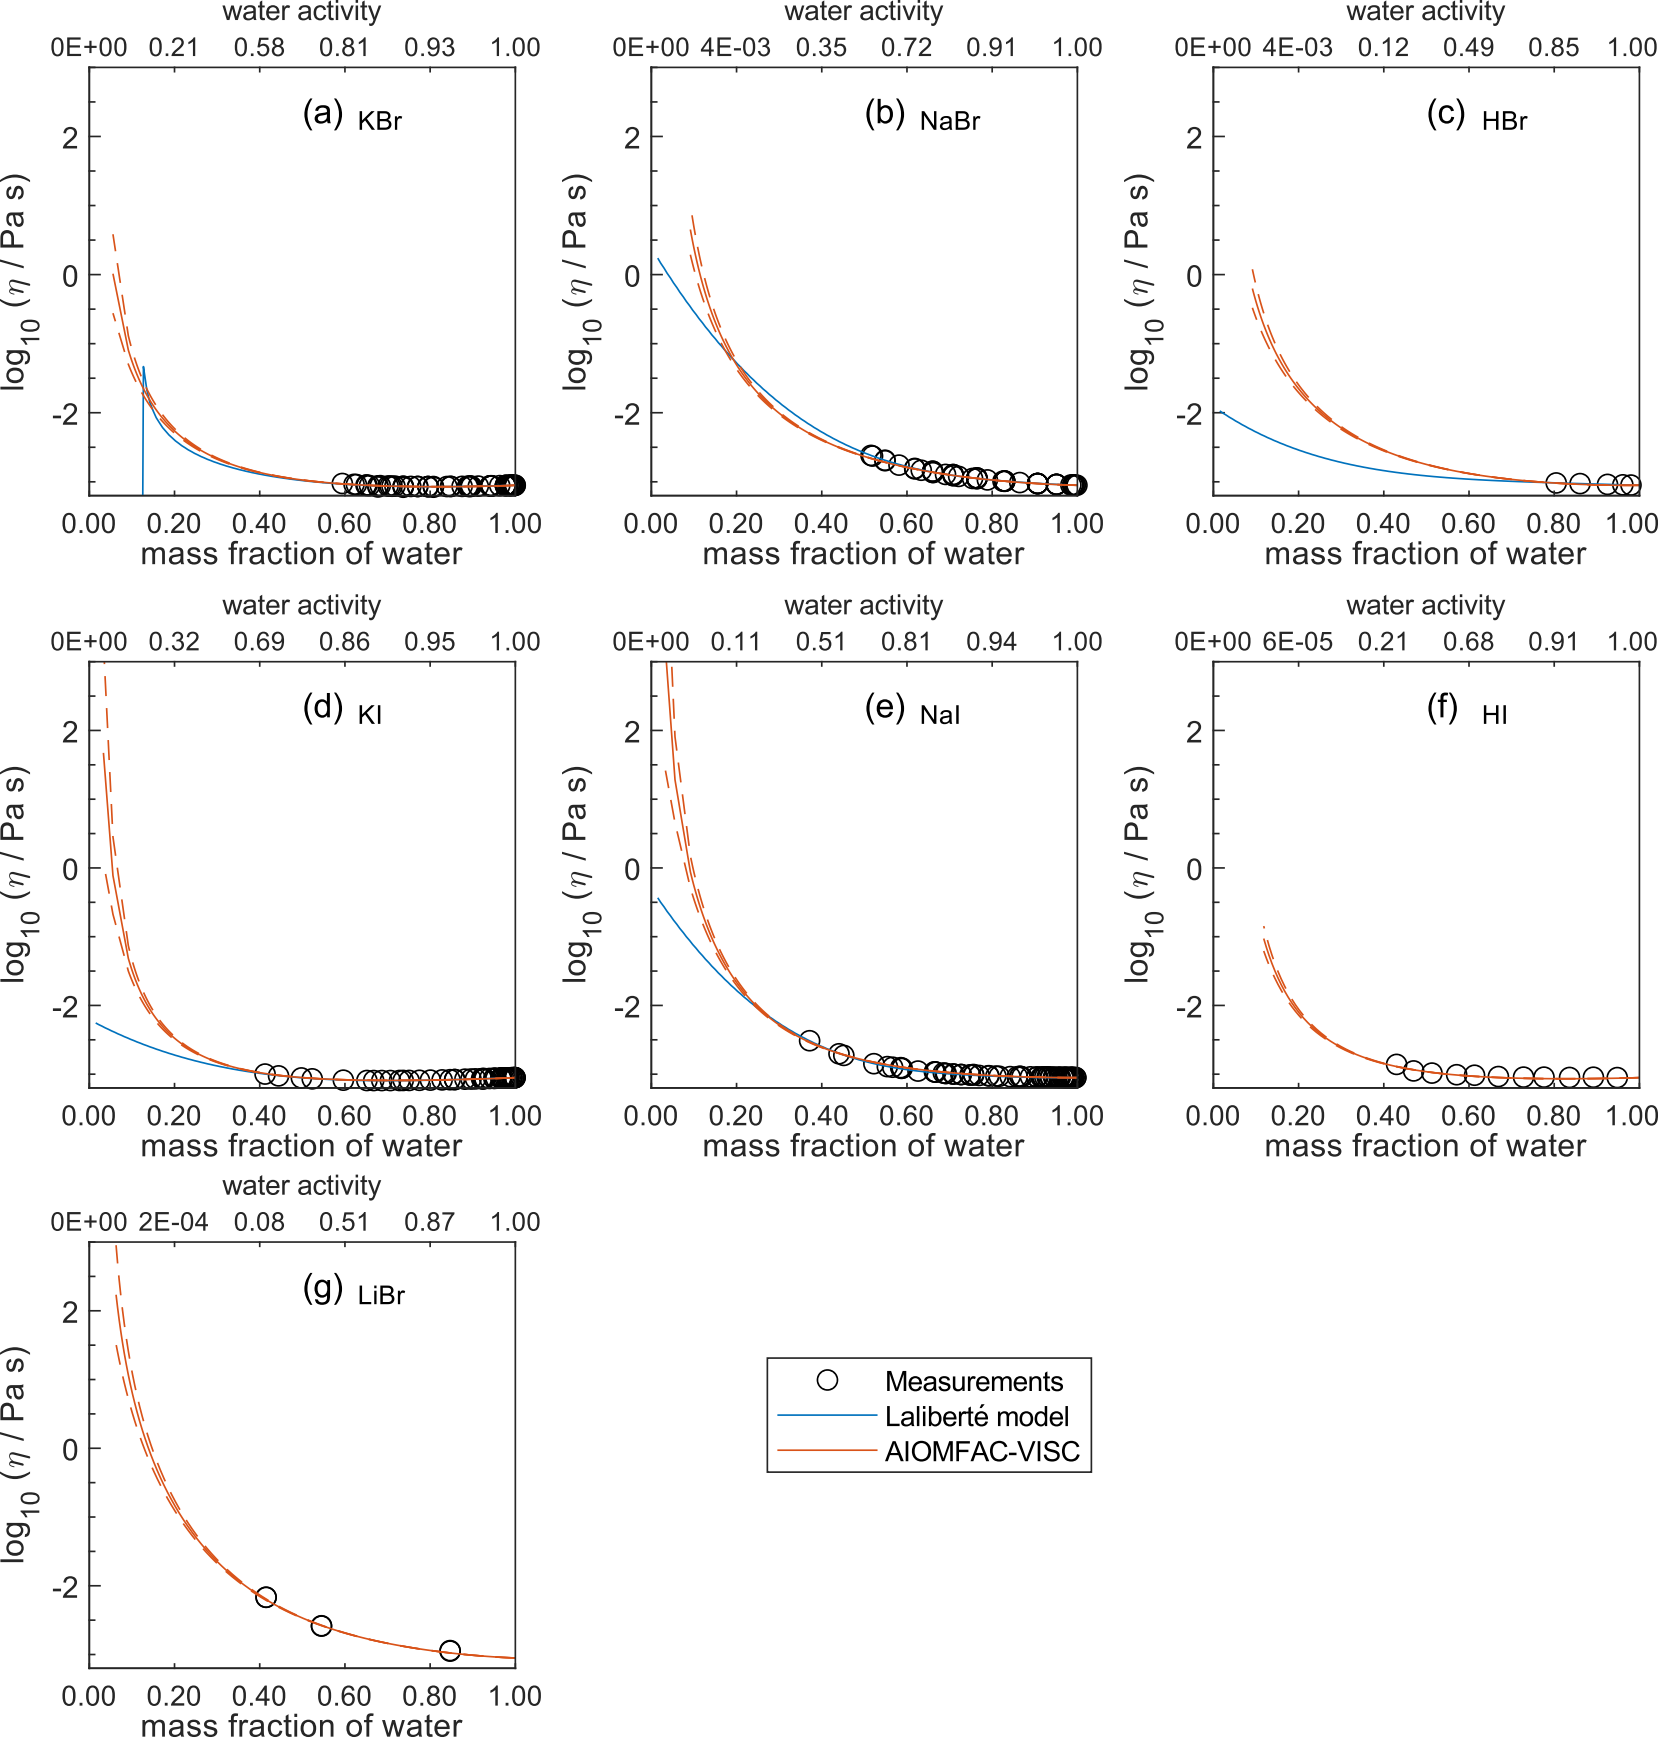 water activity water activity water activity
0E+00 0.21 0.58 0.81 0.93 1.00 0E+00 4E-03 0.35 0.72 0.91 1.00 0E+00 4E-03 0.12 0.49 0.85 1.00
(a) KBr (b) NaBr (c) HBr
2 2 2
0 0 0
-2 -2 -2
log10 (η / Pa s) log10 (η / Pa s) log10 (η / Pa s)
0.00 0.20 0.40 0.60 0.80 1.00 0.00 0.20 0.40 0.60 0.80 1.00 0.00 0.20 0.40 0.60 0.80 1.00
mass fraction of water mass fraction of water mass fraction of water
water activity water activity water activity
0E+00 0.32 0.69 0.86 0.95 1.00 0E+00 0.11 0.51 0.81 0.94 1.00 0E+00 6E-05 0.21 0.68 0.91 1.00
(d) KI (e) NaI (f) HI
2 2 2
0 0 0
-2 -2 -2
log10 (η / Pa s) log10 (η / Pa s) log10 (η / Pa s)
0.00 0.20 0.40 0.60 0.80 1.00 0.00 0.20 0.40 0.60 0.80 1.00 0.00 0.20 0.40 0.60 0.80 1.00
mass fraction of water mass fraction of water mass fraction of water
water activity
0E+00 2E-04 0.08 0.51 0.87 1.00
(g) LiBr
2
0
-2
log10 (η / Pa s)
0.00 0.20 0.40 0.60 0.80 1.00
mass fraction of water
Measurements
Laliberté model
AIOMFAC-VISC